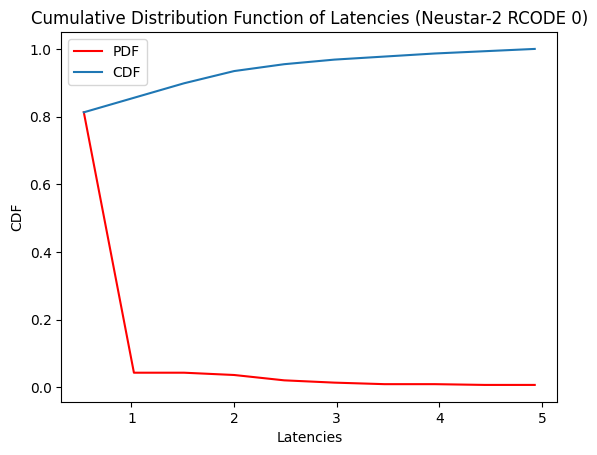 Cumulative Distribution Function of Latencies (Neustar-2 RCODE 0)
PDF
CDF
1.0
0.8
0.6
0.4
0.2
0.0
CDF
1 2 3 4 5
Latencies